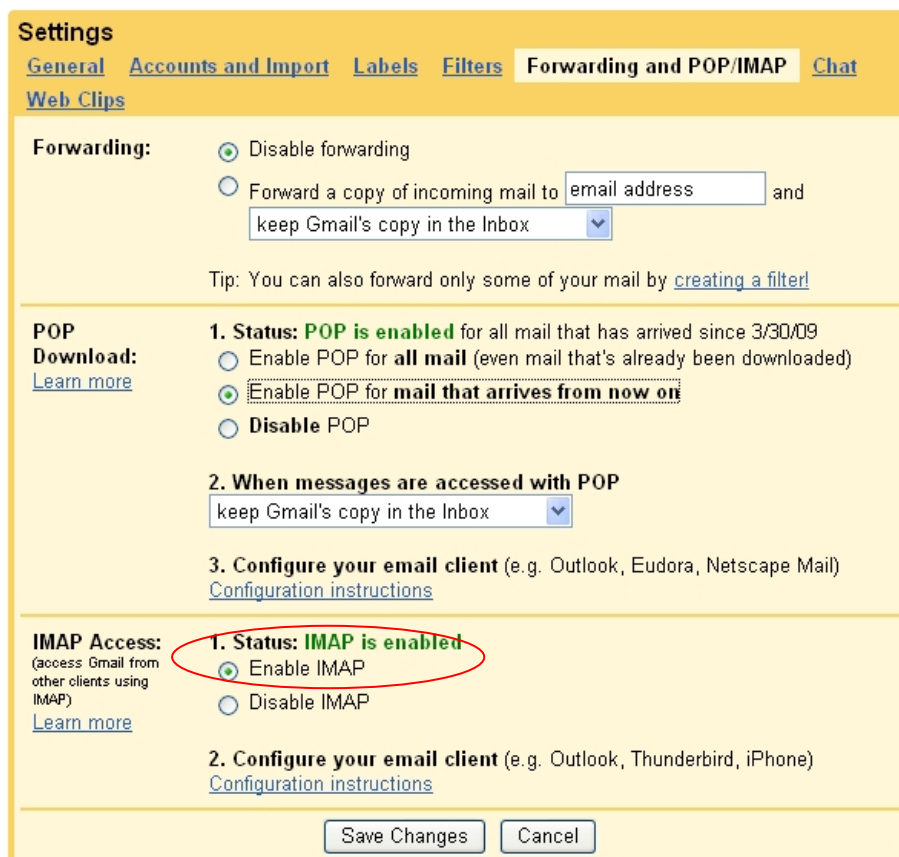 Settings
General Accounts and Import Labels Filters Forwarding and POP/IMAP Chat
Web Clips
Forwarding:
Disable forwarding
Forward a copy of incoming mail to email address and
keep Gmail's copy in the Inbox
Tip: You can also forward only some of your mail by creating a filter!
POP
Download:
Learn more
1. Status: POP is enabled for all mail that has arrived since 3/30/09
Enable POP for all mail (even mail that's already been downloaded)
Enable POP for mail that arrives from now on
Disable POP
2. When messages are accessed with POP
keep Gmail's copy in the Inbox
3. Configure your email client (e.g. Outlook, Eudora, Netscape Mail)
Configuration instructions
IMAP Access:
(access Gmail from
other clients using
IMAP)
Learn more
1. Status: IMAP is enabled
Enable IMAP
Disable IMAP
2. Configure your email client (e.g. Outlook, Thunderbird, iPhone)
Configuration instructions
Save Changes Cancel